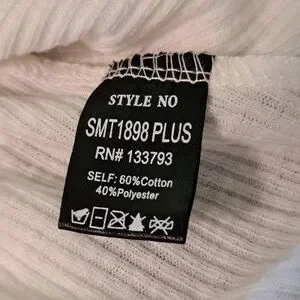 STYLE NO
SMT1898 PLUS
RN# 133793
SELF: 60%Cotton
40%Polyester